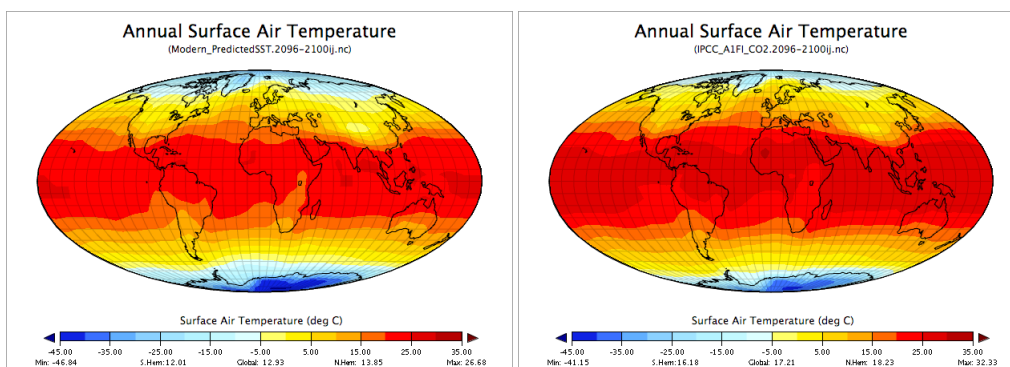 Annual Surface Air Temperature
(Modern_PredictedSST.2096-2100ij.nc)
Surface Air Temperature (deg C)
-45.00 -35.00 -25.00 -15.00 -5.00 5.00 15.00 25.00 35.00
Min: -46.84 S.Hem:12.01 Global: 12.93 N.Hem: 13.85 Max: 26.68
Annual Surface Air Temperature
(IPCC_A1FI_CO2.2096-2100ij.nc)
Surface Air Temperature (deg C)
-45.00 -35.00 -25.00 -15.00 -5.00 5.00 15.00 25.00 35.00
Min: -41.15 S.Hem:16.18 Global: 17.21 N.Hem: 18.23 Max: 32.33